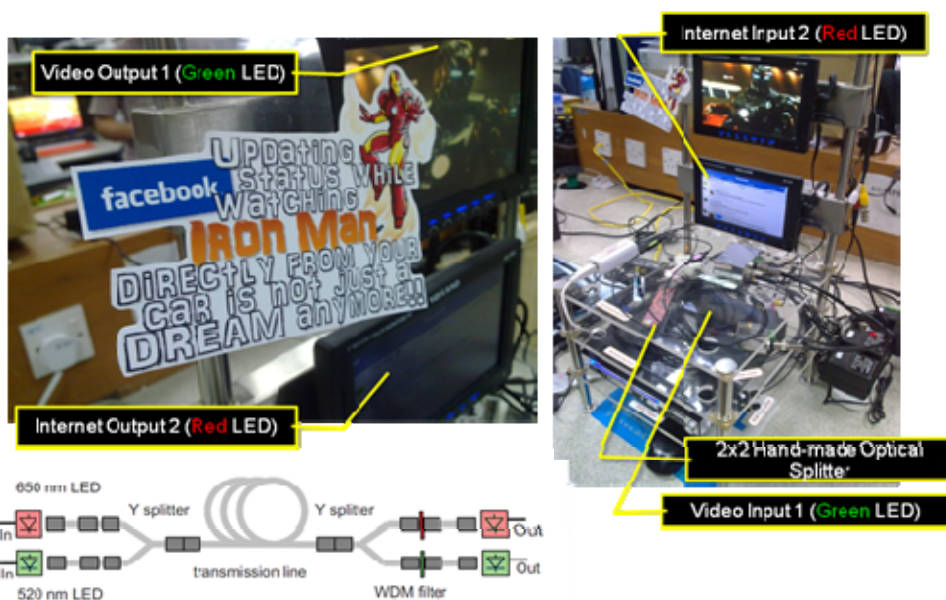 Video Output 1 (Green LED)
Internet Input 2 (Red LED)
facebook
UPDating
Status WHILE
Watching
Iron Man
DiRECtLY FROM YOUR
Car is not just a
DREAM anymore!!
Internet Output 2 (Red LED)
2x2 Hand-made Optical
Splitter
Video Input 1 (Green LED)
650 nm LED
In
Y splitter
Y splitter
Out
In
transmission line
Out
520 nm LED
WDM filter